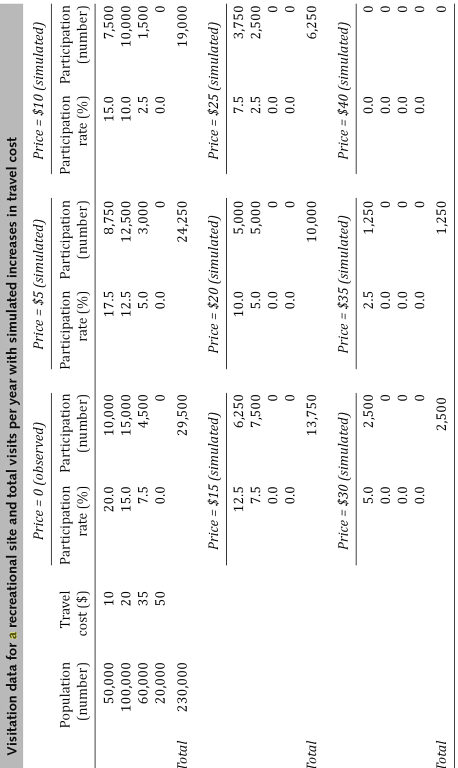 Visitation data for a recreational site and total visits per year with simulated increases in travel cost
Price = 0 (observed) Price = $5 (simulated) Price = $10 (simulated)
Population Travel Participation Participation Participation Participation Participation Participation
(number) cost ($) rate (%) (number) rate (%) (number) rate (%) (number)
50,000 10 20.0 10,000 17.5 8,750 15.0 7,500
100,000 20 15.0 15,000 12.5 12,500 10.0 10,000
60,000 35 7.5 4,500 5.0 3,000 2.5 1,500
20,000 50 0.0 0 0.0 0 0.0 0
Total 230,000 29,500 24,250 19,000
Price = $15 (simulated) Price = $20 (simulated) Price = $25 (simulated)
12.5 6,250 10.0 5,000 7.5 3,750
7.5 7,500 5.0 5,000 2.5 2,500
0.0 0 0.0 0 0.0 0
0.0 0 0.0 0 0.0 0
Total 13,750 10,000 6,250
Price = $30 (simulated) Price = $35 (simulated) Price = $40 (simulated)
5.0 2,500 2.5 1,250 0.0 0
0.0 0 0.0 0 0.0 0
0.0 0 0.0 0 0.0 0
0.0 0 0.0 0 0.0 0
Total 2,500 1,250 0